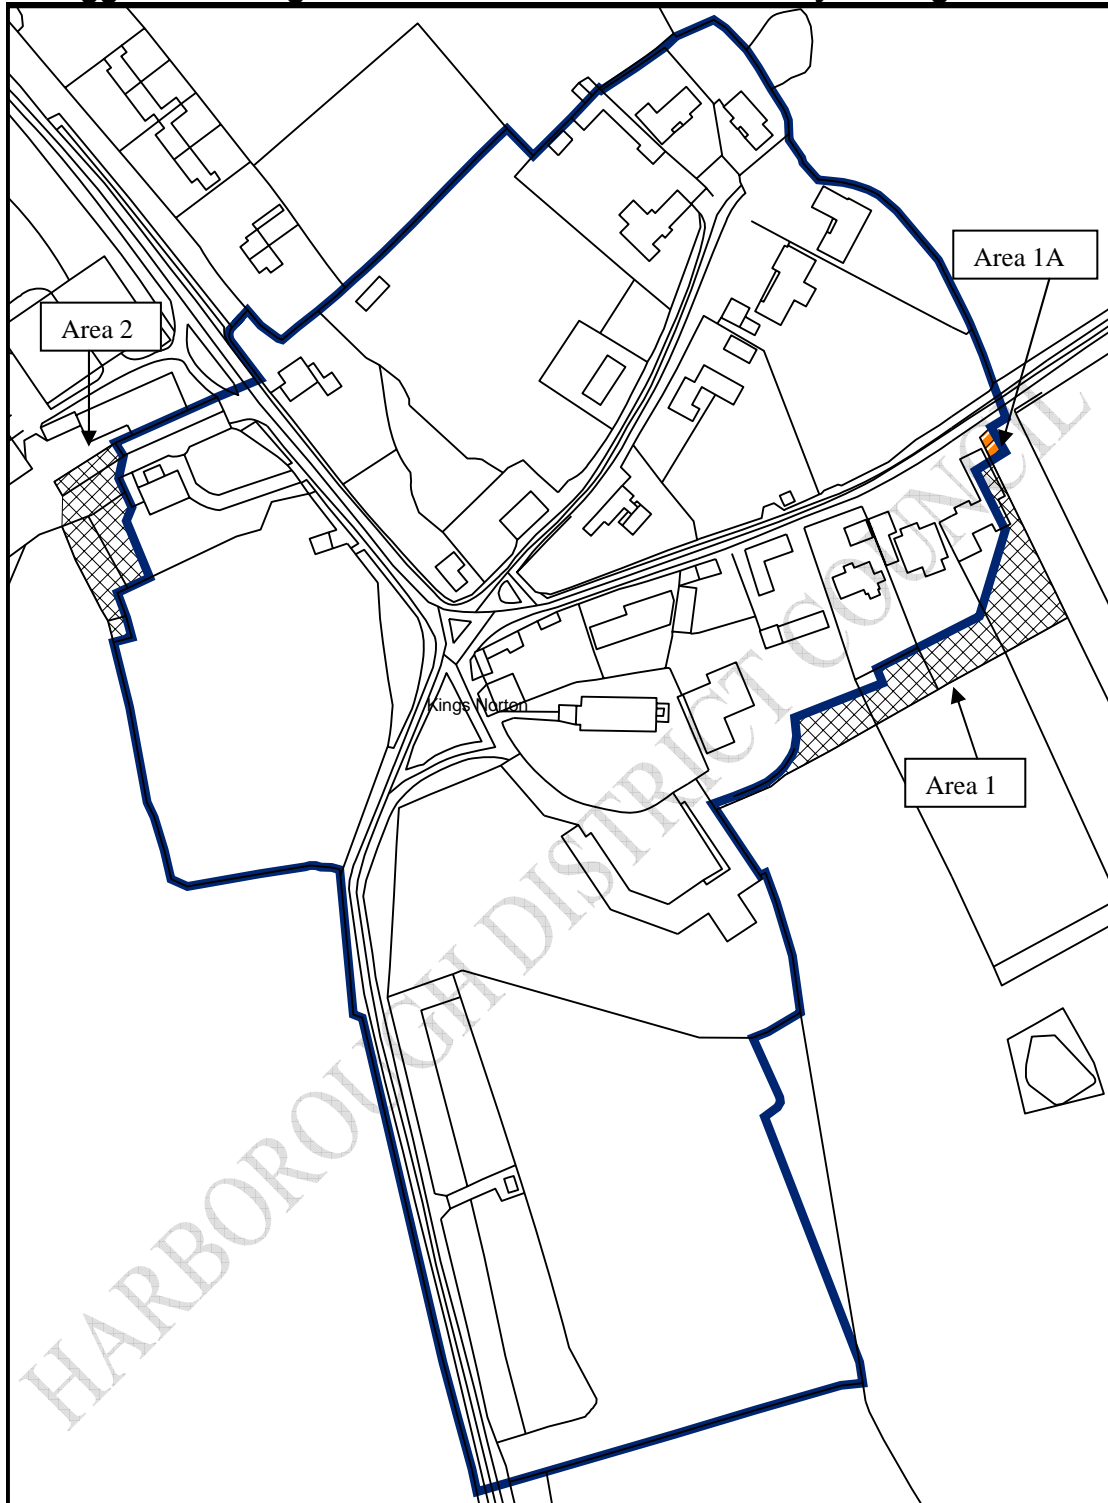 Area 1A
Area 2
Kings Norton
Area 1
HARBOROUGH DISTRICT COUNCIL